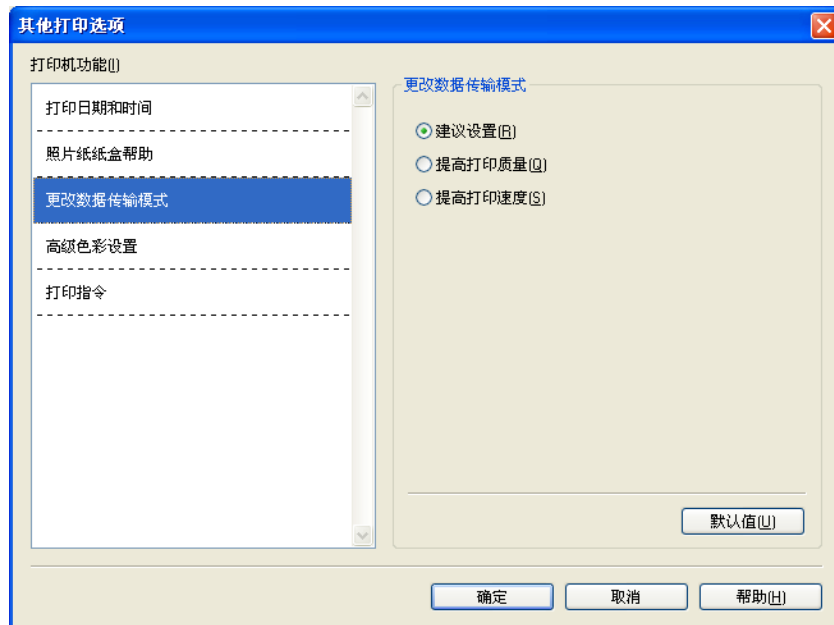 其他打印选项
打印机功能(I)
打印日期和时间
照片纸纸盒帮助
更改数据传输模式
高级色彩设置
打印指令
更改数据传输模式
建议设置(R)
提高打印质量(Q)
提高打印速度(S)
默认值(U)
确定
取消
帮助(H)